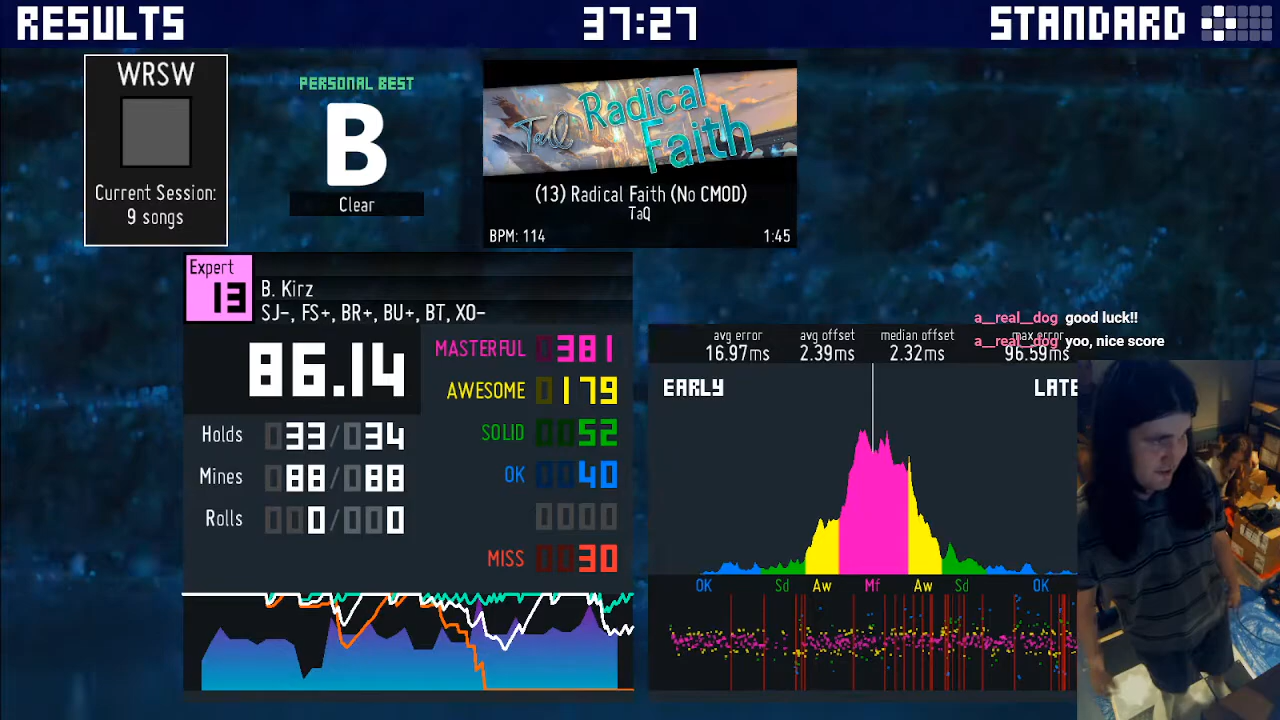 RESULTS
37:27
STANDARD
WRSW
Current Session:
9 songs
PERSONAL BEST
B
Clear
TaQ Radical Faith
(13) Radical Faith (No CMOD)
TaQ
BPM: 114
1:45
Expert
13
B. Kirz
SJ-, FS+, BR+, BU+, BT, XO-
86.14
MASTERFUL 0381
AWESOME 0179
SOLID 0052
OK 0040
0000
MISS 0030
Holds 033/034
Mines 088/088
Rolls 000/000
a__real__dog good luck!!
a__real__dog yoo, nice score
avg error
16.97ms
avg offset
2.39ms
median offset
2.32ms
max error
96.59ms
EARLY
LATE
OK Sd Aw Mf Aw Sd OK